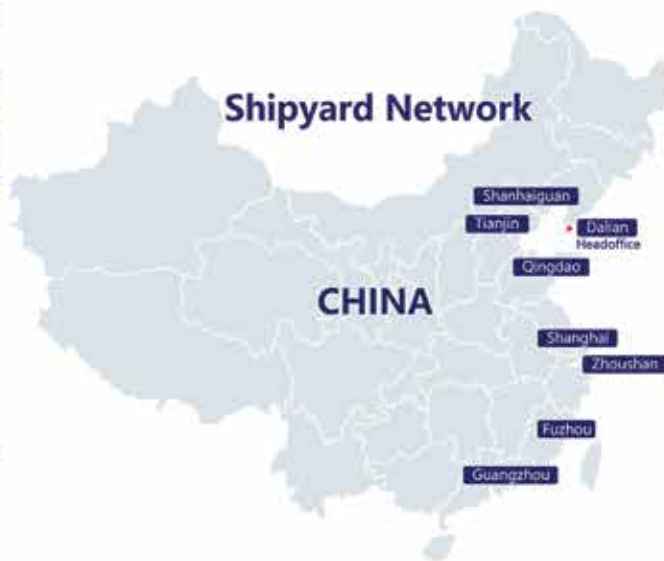 Shipyard Network
Shanhaiguan
Tianjin
Dalian
Headoffice
Qingdao
CHINA
Shanghai
Zhoushan
Fuzhou
Guangzhou